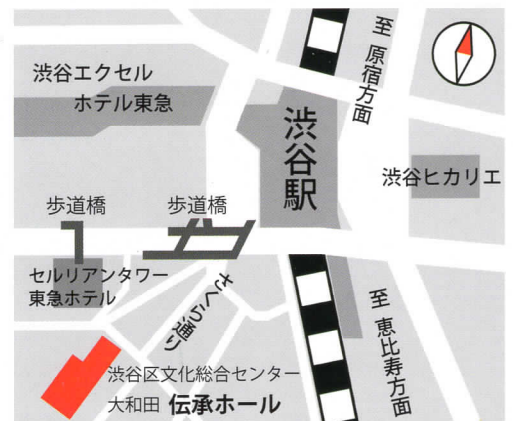 至 原宿方面
渋谷エクセル
ホテル東急
渋谷駅
渋谷ヒカリエ
歩道橋
歩道橋
セルリアンタワー
東急ホテル
さくら通り
至 恵比寿方面
渋谷区文化総合センター
大和田 伝承ホール